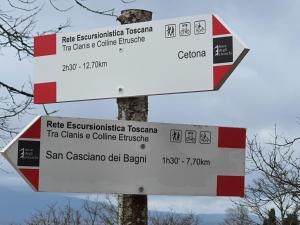 Rete Escursionistica Toscana
Tra Clanis e Colline Etrusche
Cetona
2h30' - 12,70km
Rete Escursionistica Toscana
Tra Clanis e Colline Etrusche
San Casciano dei Bagni
1h30' - 7,70km